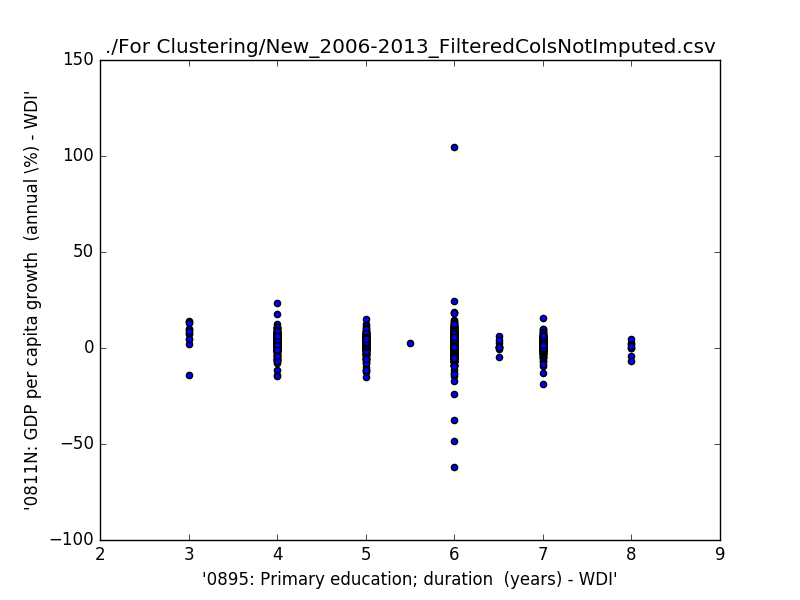 ./For Clustering/New_2006-2013_FilteredColsNotImputed.csv
150
100
50
0
−50
−100
'0811N: GDP per capita growth  (annual \%) - WDI'
2 3 4 5 6 7 8 9
'0895: Primary education; duration  (years) - WDI'